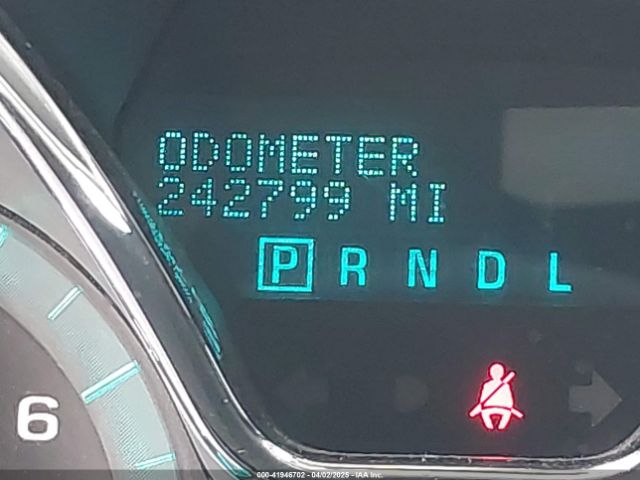 ODOMETER
242799 MI
P R N D L
6
000-41946702 - 04/02/2025 - IAA Inc.